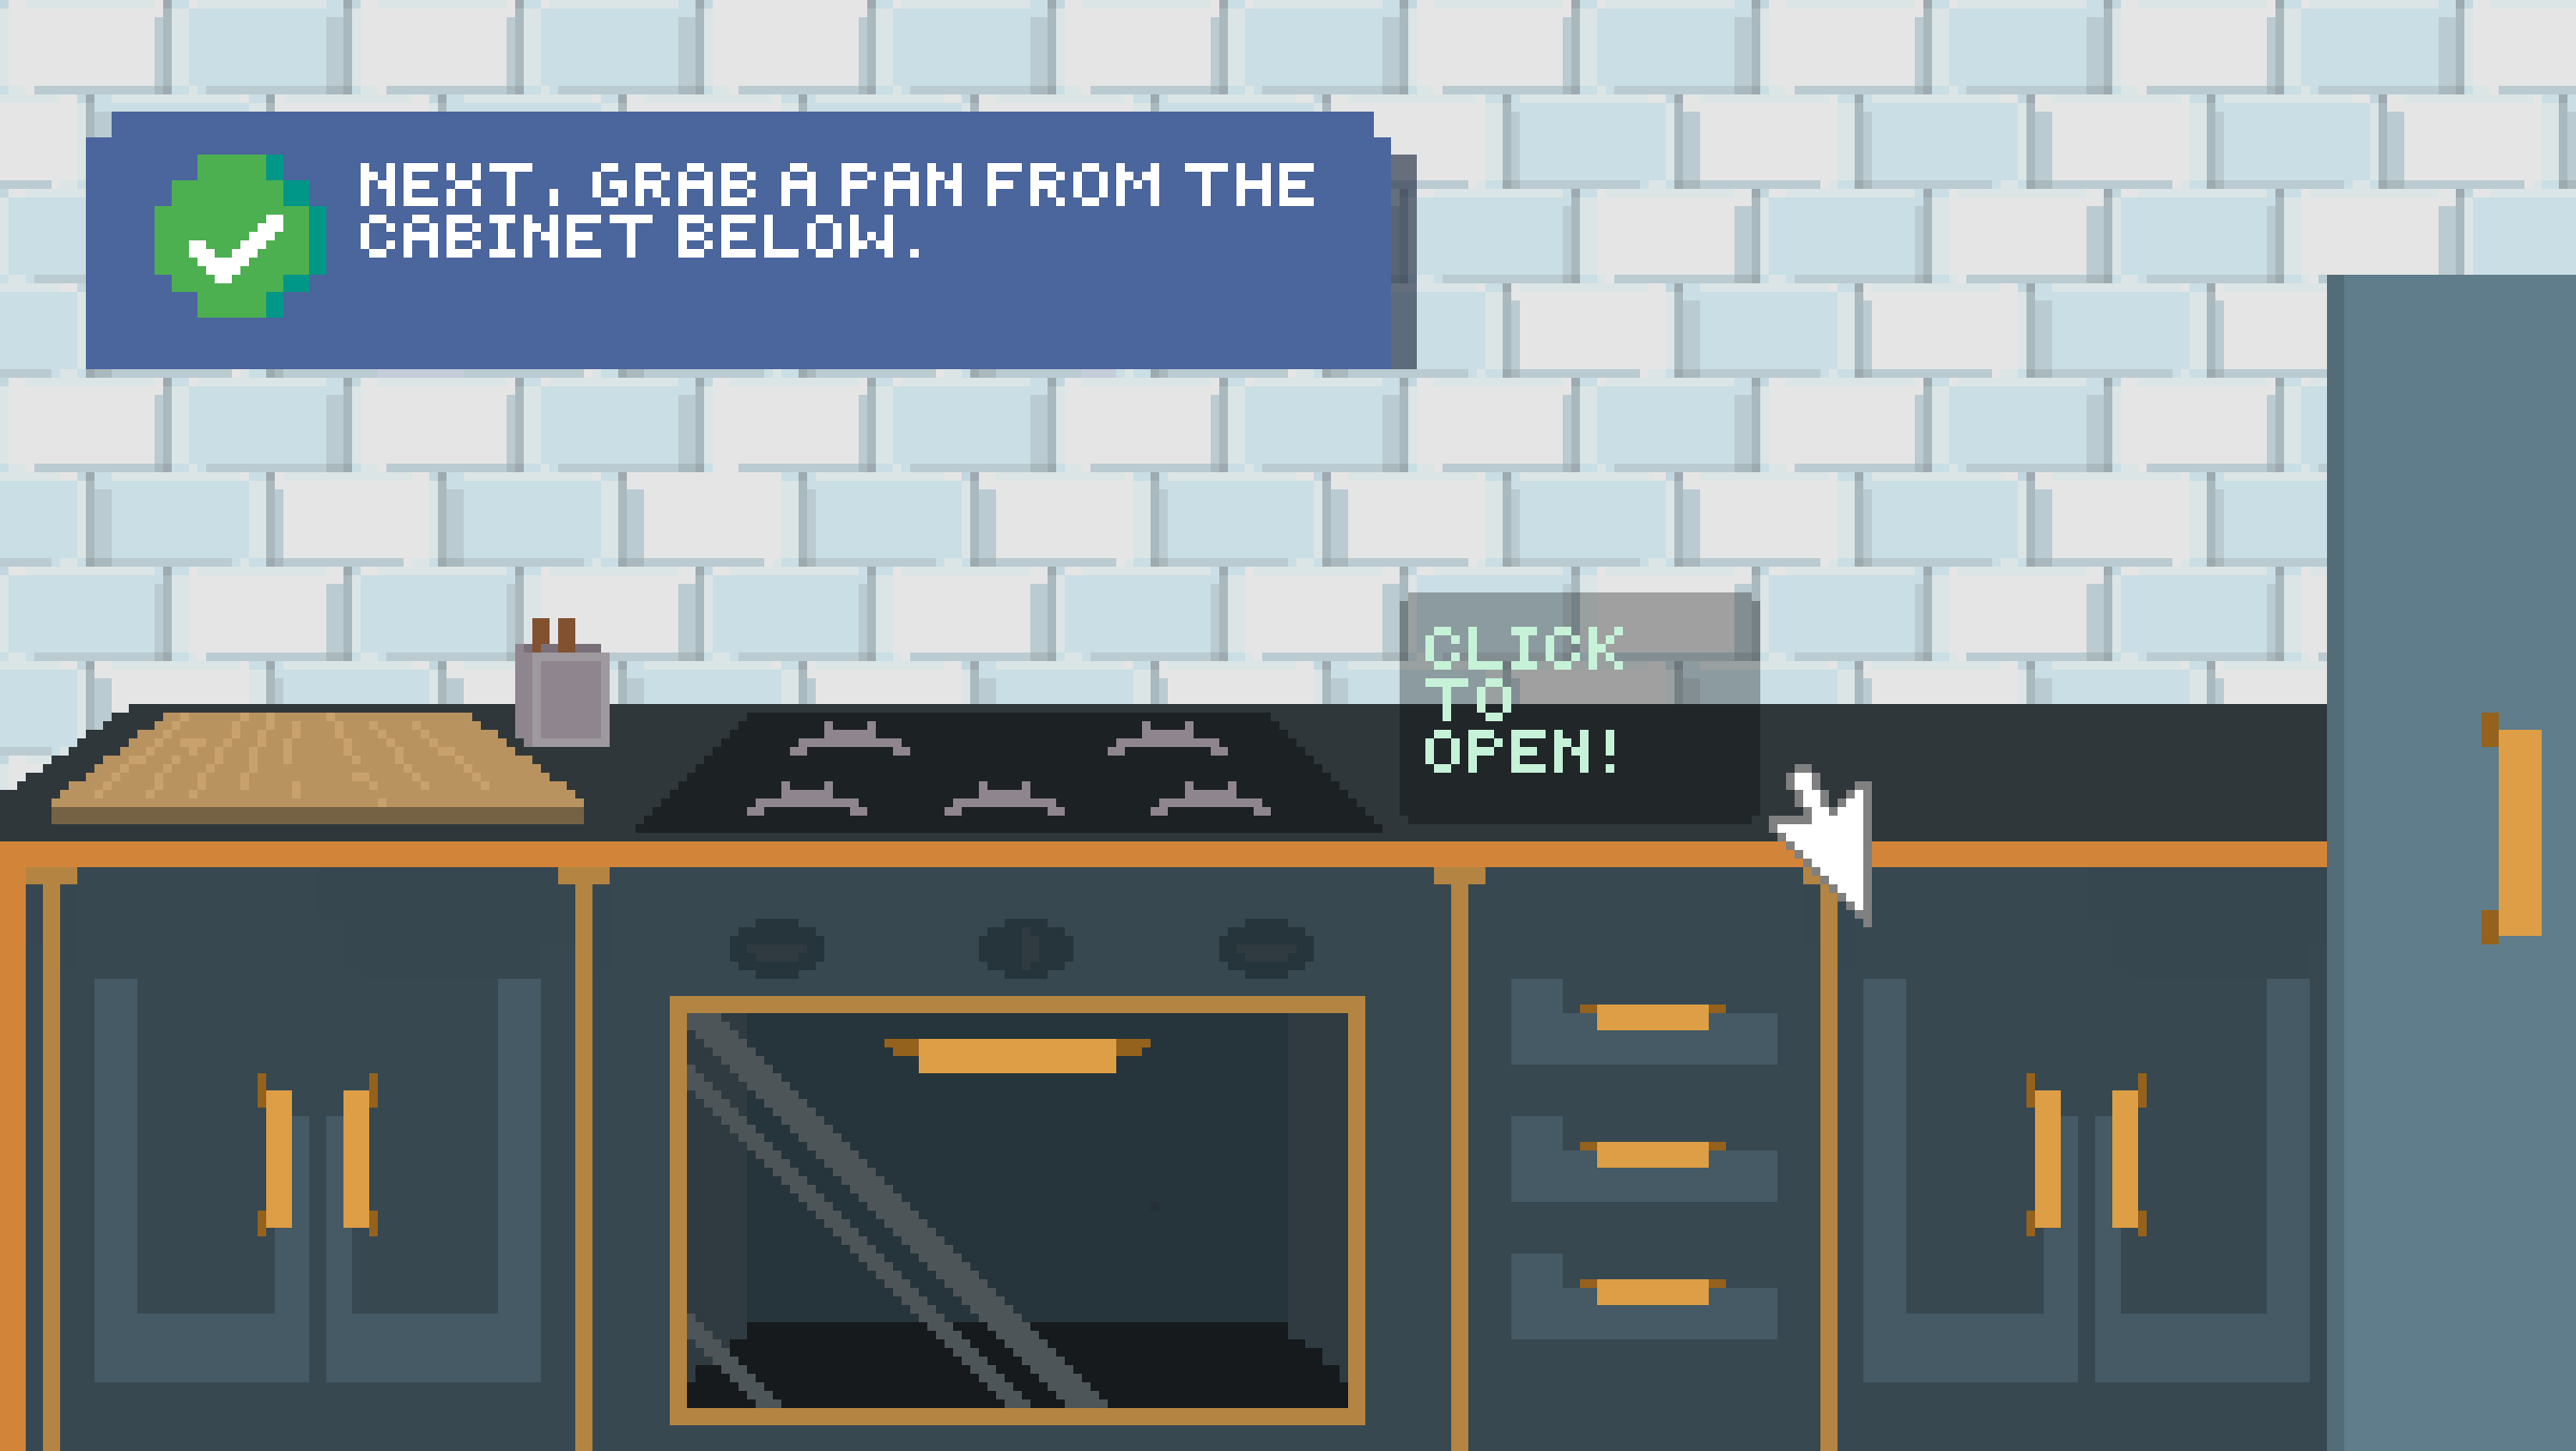 NEXT, GRAB A PAN FROM THE
CABINET BELOW.
CLICK
TO
OPEN!